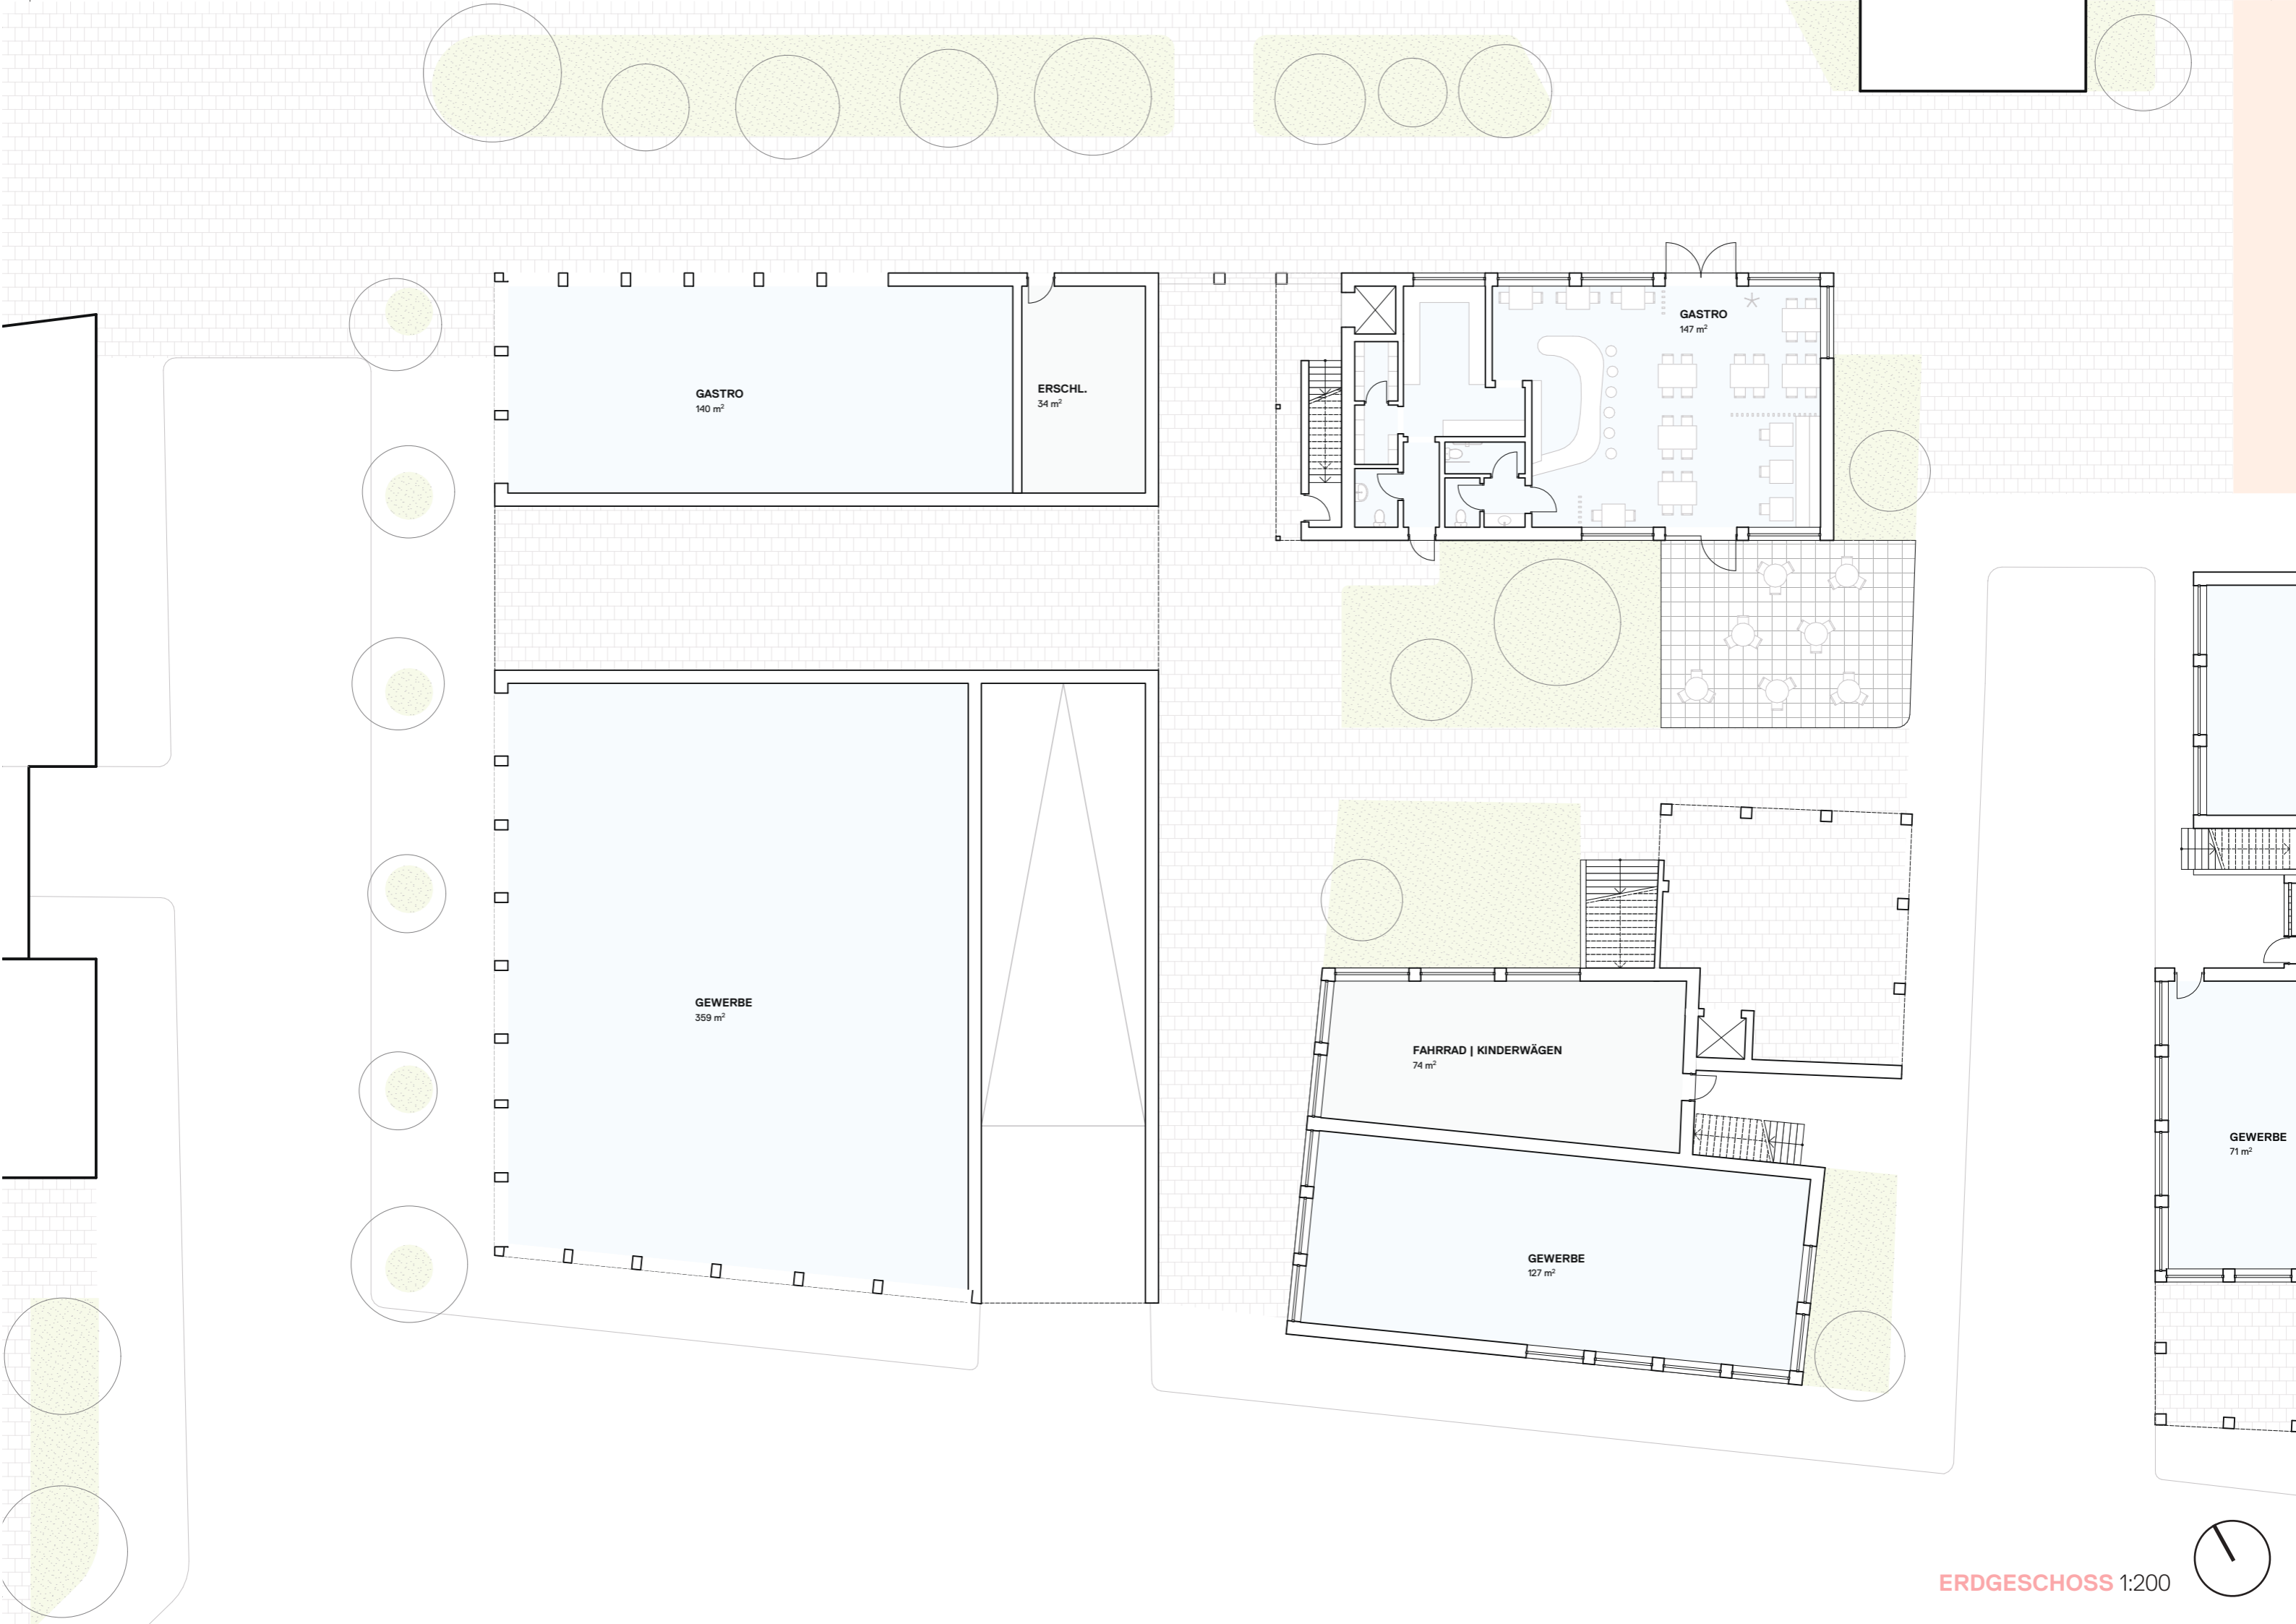 GASTRO
147 m²
GASTRO
140 m²
ERSCHL.
34 m²
GEWERBE
359 m²
FAHRRAD | KINDERWÄGEN
74 m²
GEWERBE
71 m²
GEWERBE
127 m²
ERDGESCHOSS 1:200